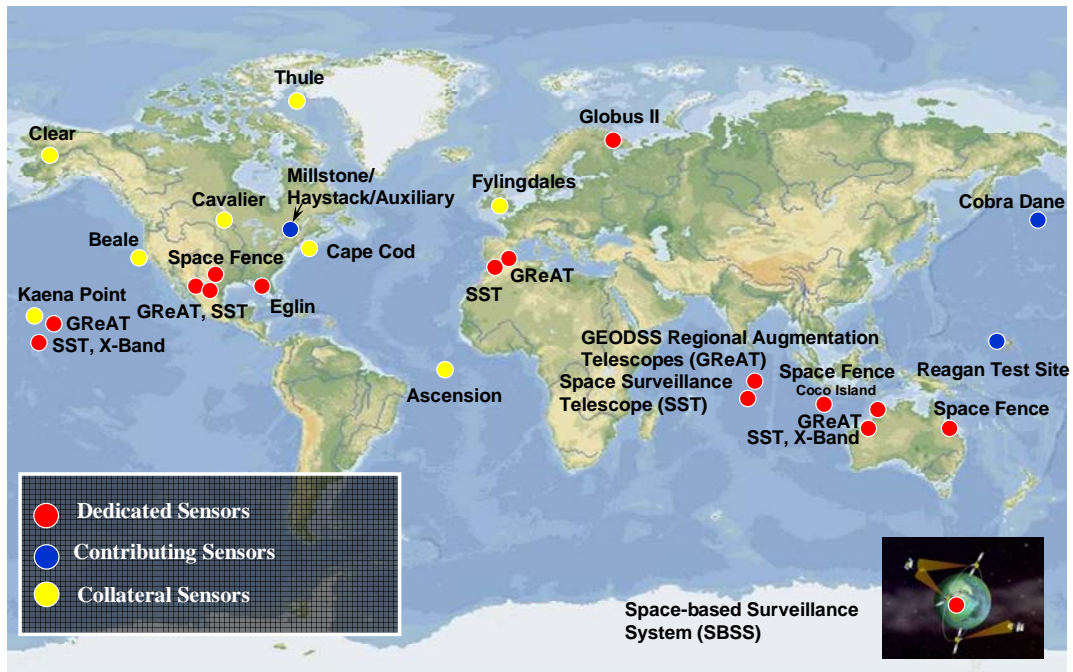 Thule
Globus II
Clear
Millstone/
Haystack/Auxiliary
Fylingdales
Cavalier
Cobra Dane
Beale
Space Fence
Cape Cod
GReAT
SST
Eglin
Kaena Point
GReAT, SST
GReAT
SST, X-Band
GEODSS Regional Augmentation
Telescopes (GReAT)
Space Surveillance
Telescope (SST)
Space Fence
Coco Island
Reagan Test Site
Ascension
GReAT
SST, X-Band
Space Fence
Dedicated Sensors
Contributing Sensors
Collateral Sensors
Space-based Surveillance
System (SBSS)